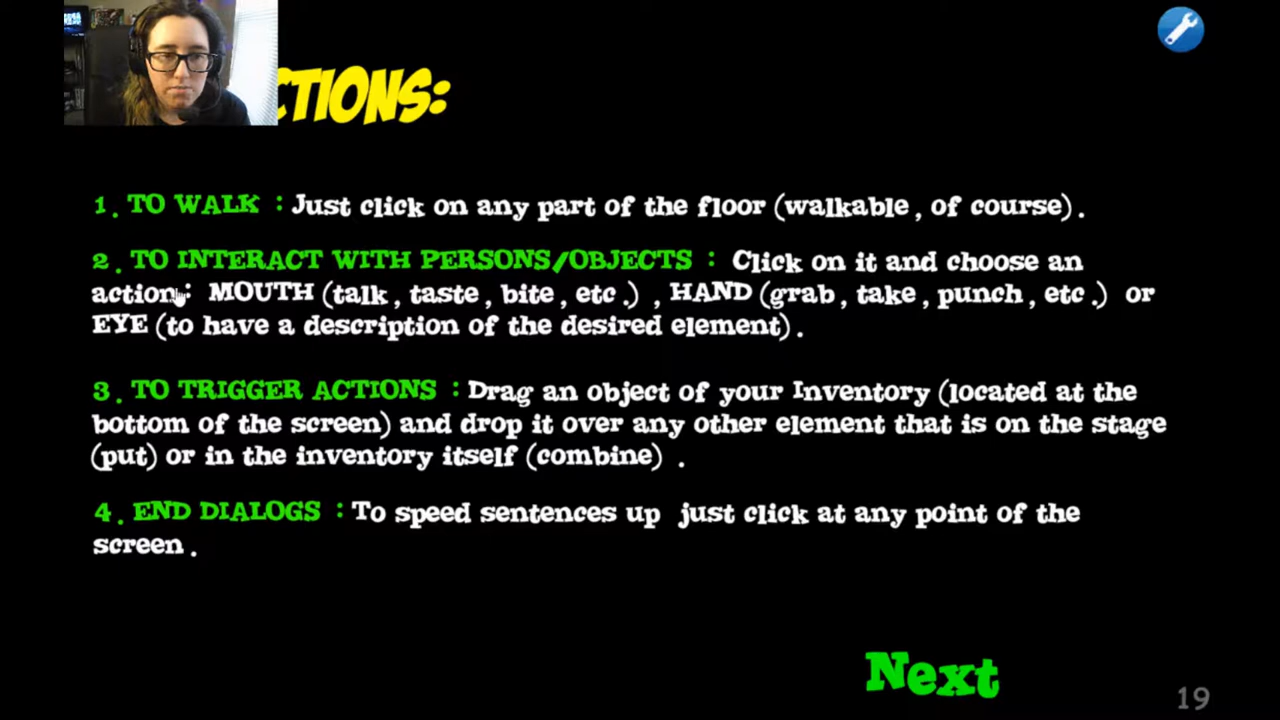 CTIONS:
1. TO WALK : Just click on any part of the floor (walkable, of course).
2. TO INTERACT WITH PERSONS/OBJECTS : Click on it and choose an
action: MOUTH (talk, taste, bite, etc.), HAND (grab, take, punch, etc.) or
EYE (to have a description of the desired element).
3. TO TRIGGER ACTIONS : Drag an object of your Inventory (located at the
bottom of the screen) and drop it over any other element that is on the stage
(put) or in the inventory itself (combine) .
4. END DIALOGS : To speed sentences up just click at any point of the
screen.
Next
19